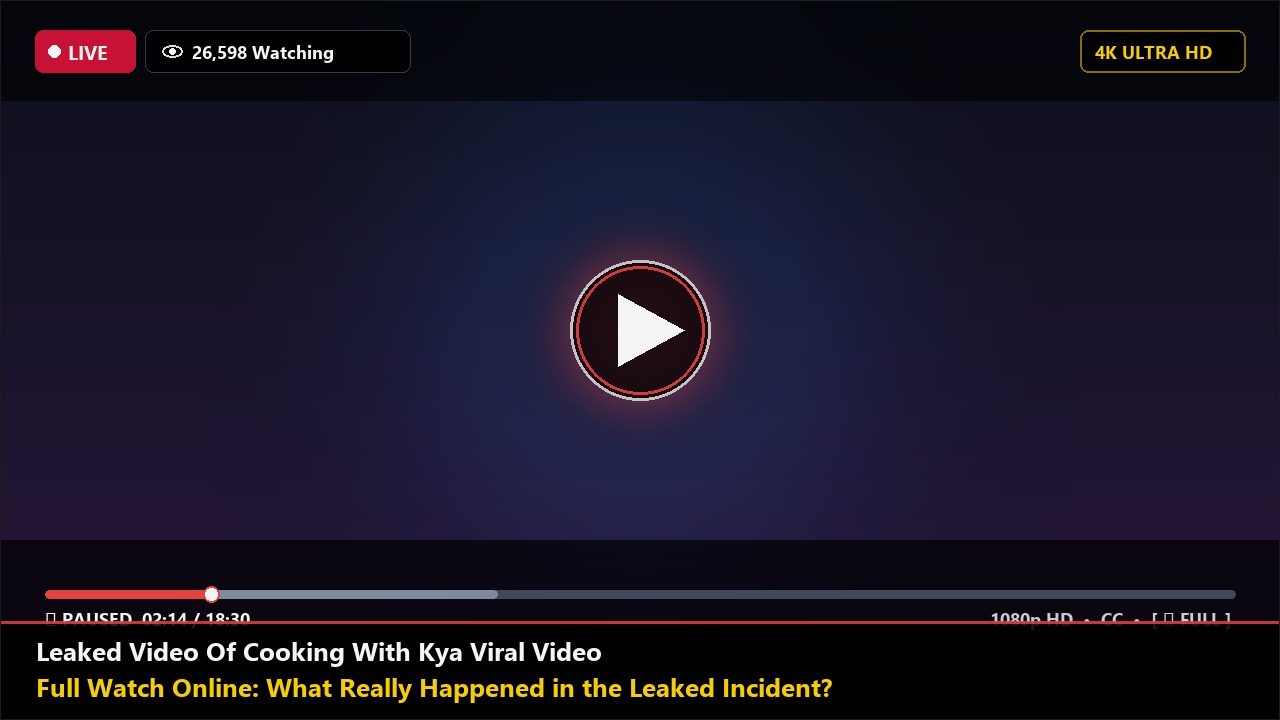 LIVE
26,598 Watching
4K ULTRA HD
PAUSED 02:14 / 18:30
1080p HD • CC • [ FULL ]
Leaked Video Of Cooking With Kya Viral Video
Full Watch Online: What Really Happened in the Leaked Incident?